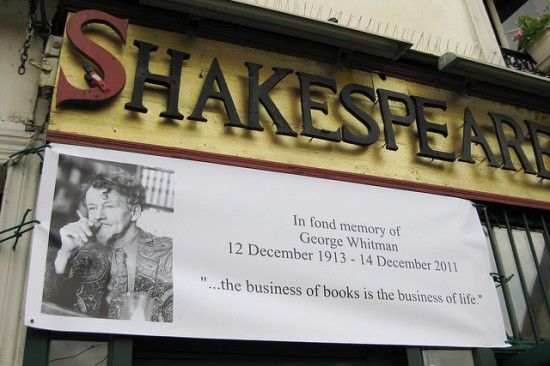 SHAKESPEARE
In fond memory of
George Whitman
12 December 1913 - 14 December 2011
"...the business of books is the business of life."